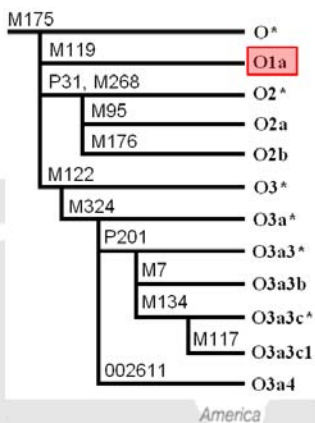 M175
O*
M119
O1a
P31, M268
O2*
M95
O2a
M176
O2b
M122
O3*
M324
O3a*
P201
O3a3*
M7
O3a3b
M134
O3a3c*
M117
O3a3c1
002611
O3a4
America